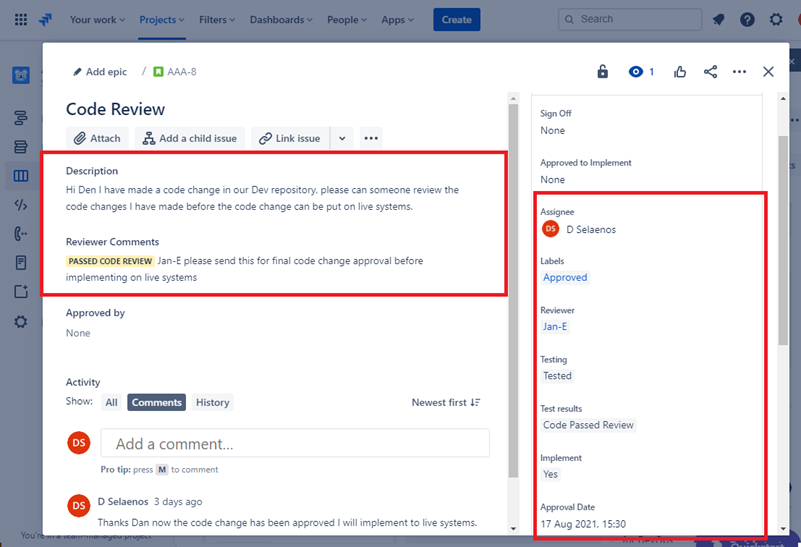 Your work
Projects
Filters
Dashboards
People
Apps
Create
Search
Add epic / AAA-8
1
Code Review
Attach
Add a child issue
Link issue
Description
Hi Den I have made a code change in our Dev repository, please can someone review the
code changes I have made before the code change can be put on live systems.
Reviewer Comments
PASSED CODE REVIEW Jan-E please send this for final code change approval before
implementing on live systems
Approved by
None
Activity
Show: All Comments History
Newest first
DS
Add a comment...
Pro tip: press M to comment
DS
D Selaenos 3 days ago
Thanks Dan now the code change has been approved I will implement to live systems.
Sign Off
None
Approved to Implement
None
Assignee
DS D Selaenos
Labels
Approved
Reviewer
Jan-E
Testing
Tested
Test results
Code Passed Review
Implement
Yes
Approval Date
17 Aug 2021, 15:30
You're in a team-managed project
for DevOps
Quickstart